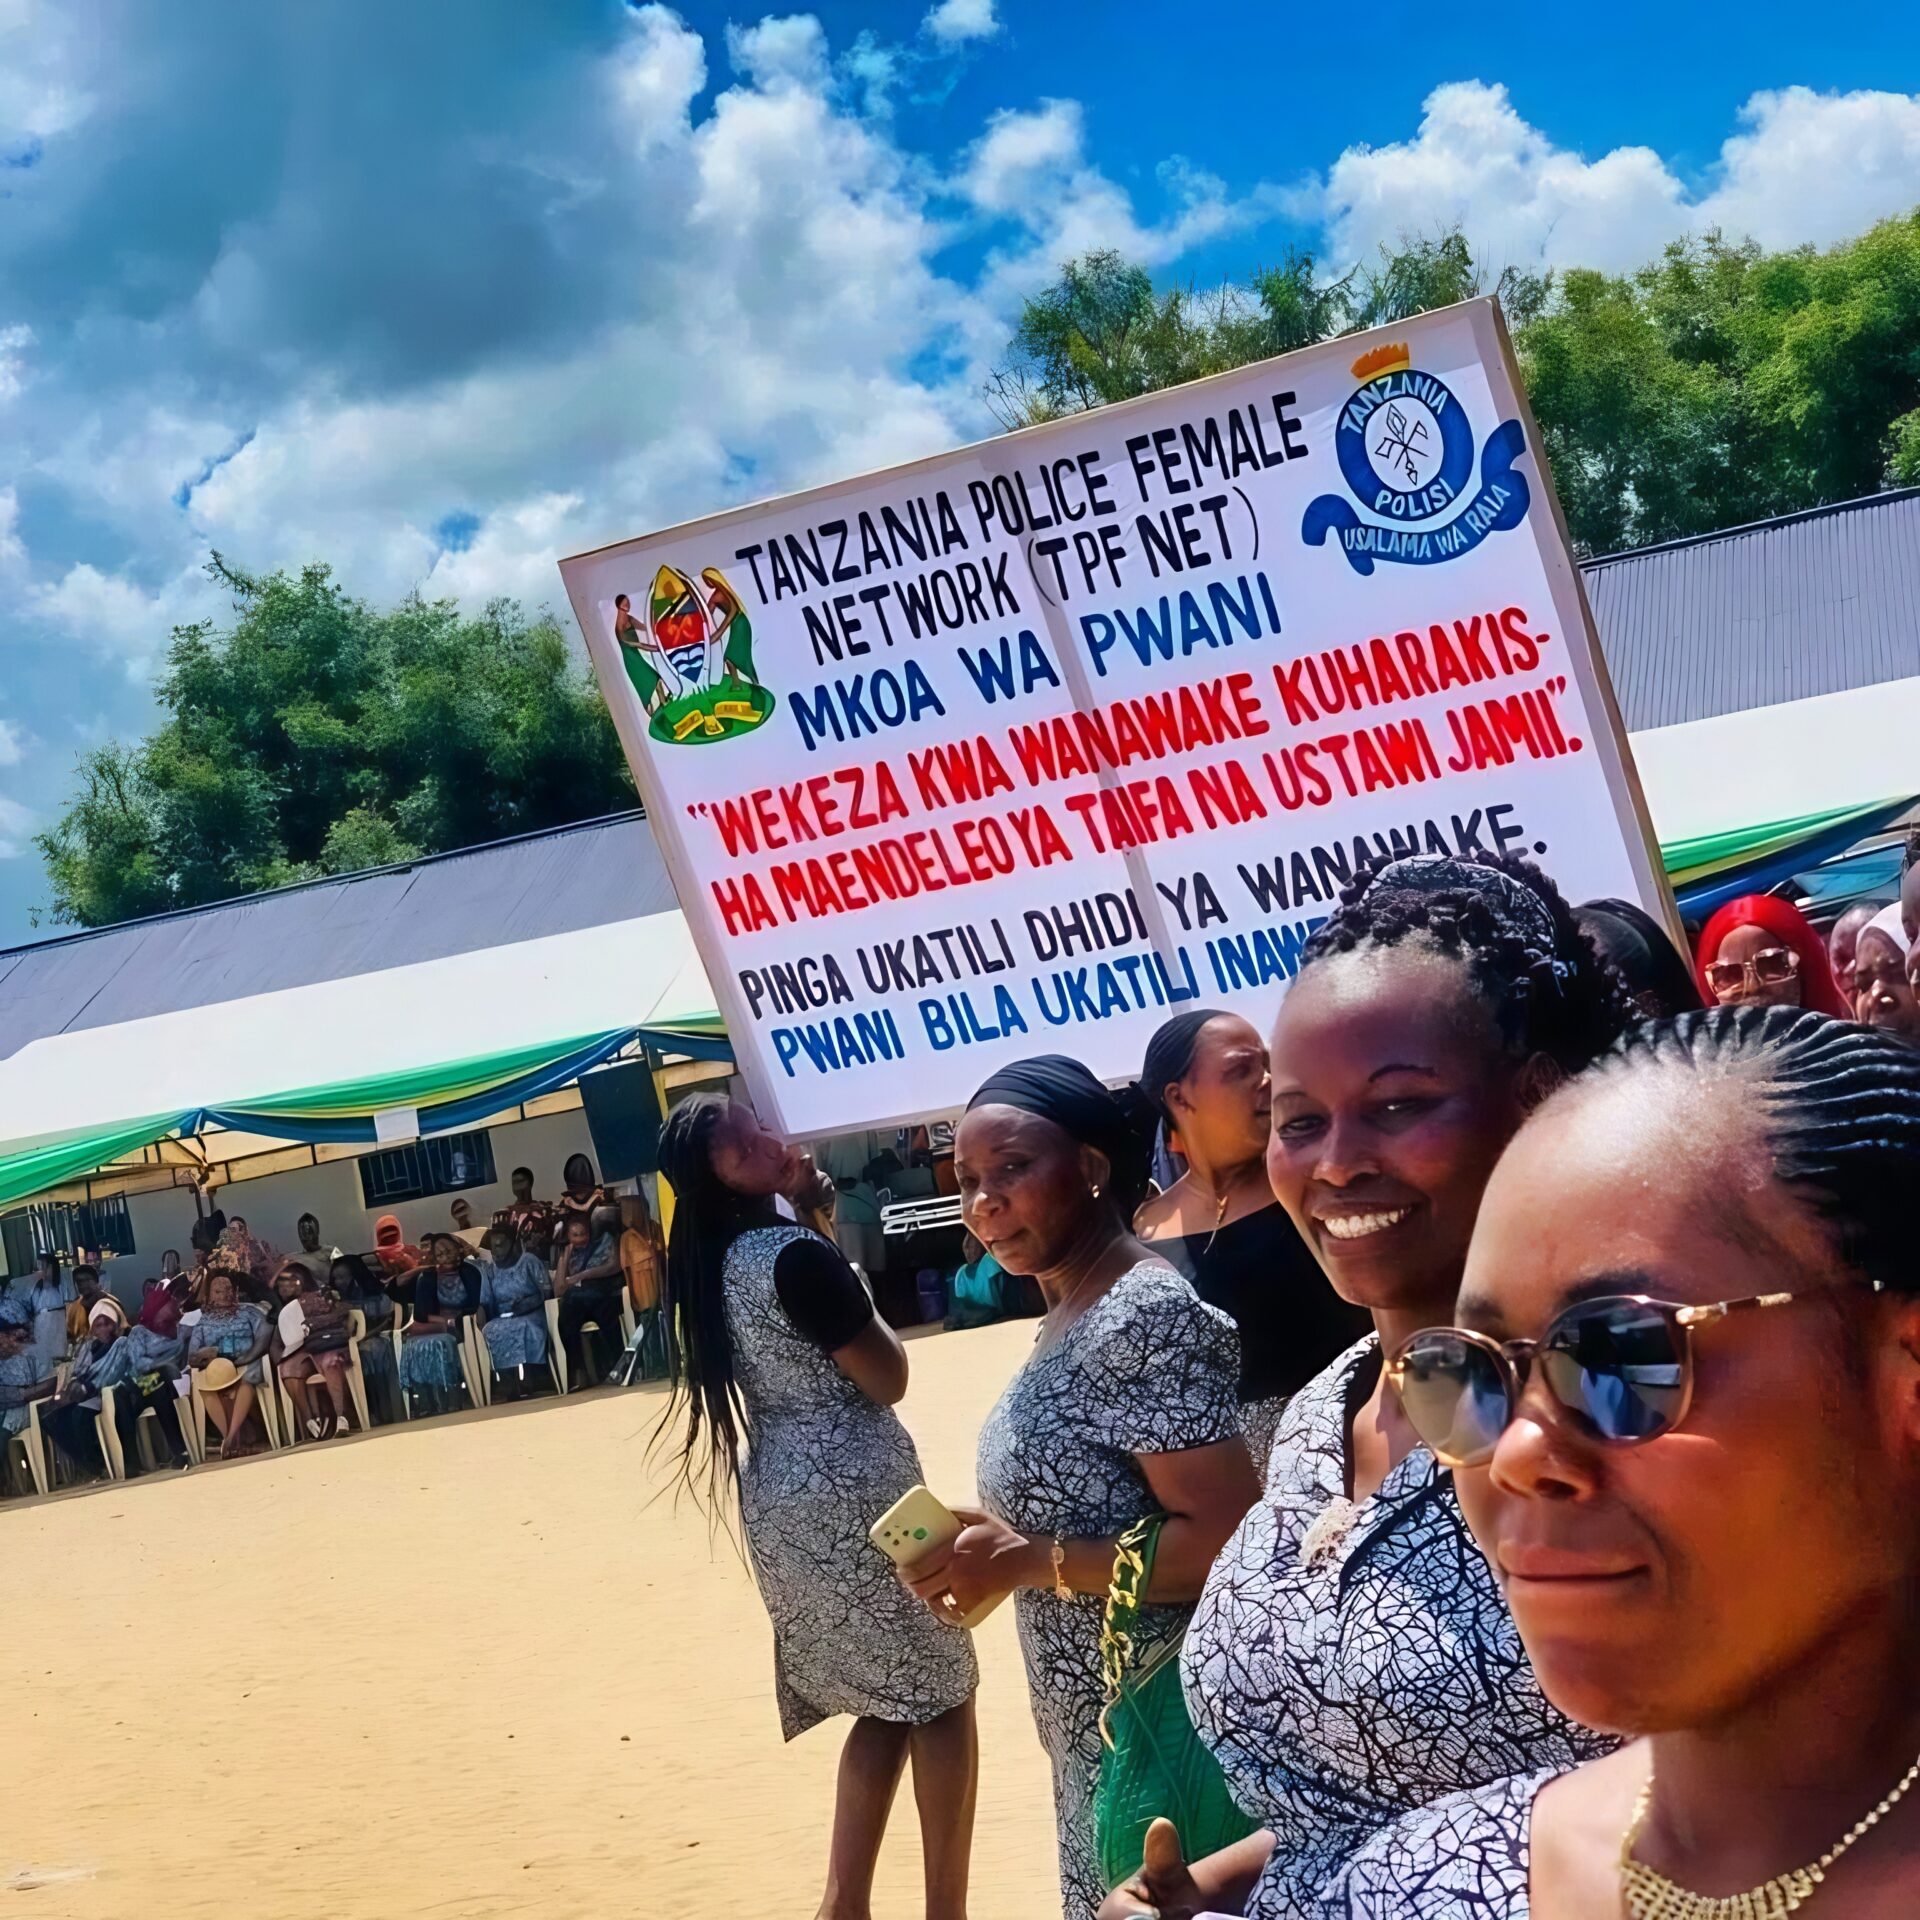 TANZANIA POLICE FEMALE
NETWORK (TPF NET)
MKOA WA PWANI
"WEKEZA KWA WANAWAKE KUHARAKIS-
HA MAENDELEO YA TAIFA NA USTAWI JAMII".
PINGA UKATILI DHIDI YA WANAWAKE.
PWANI BILA UKATILI
TANZANIA
POLISI
USALAMA WA RAIA